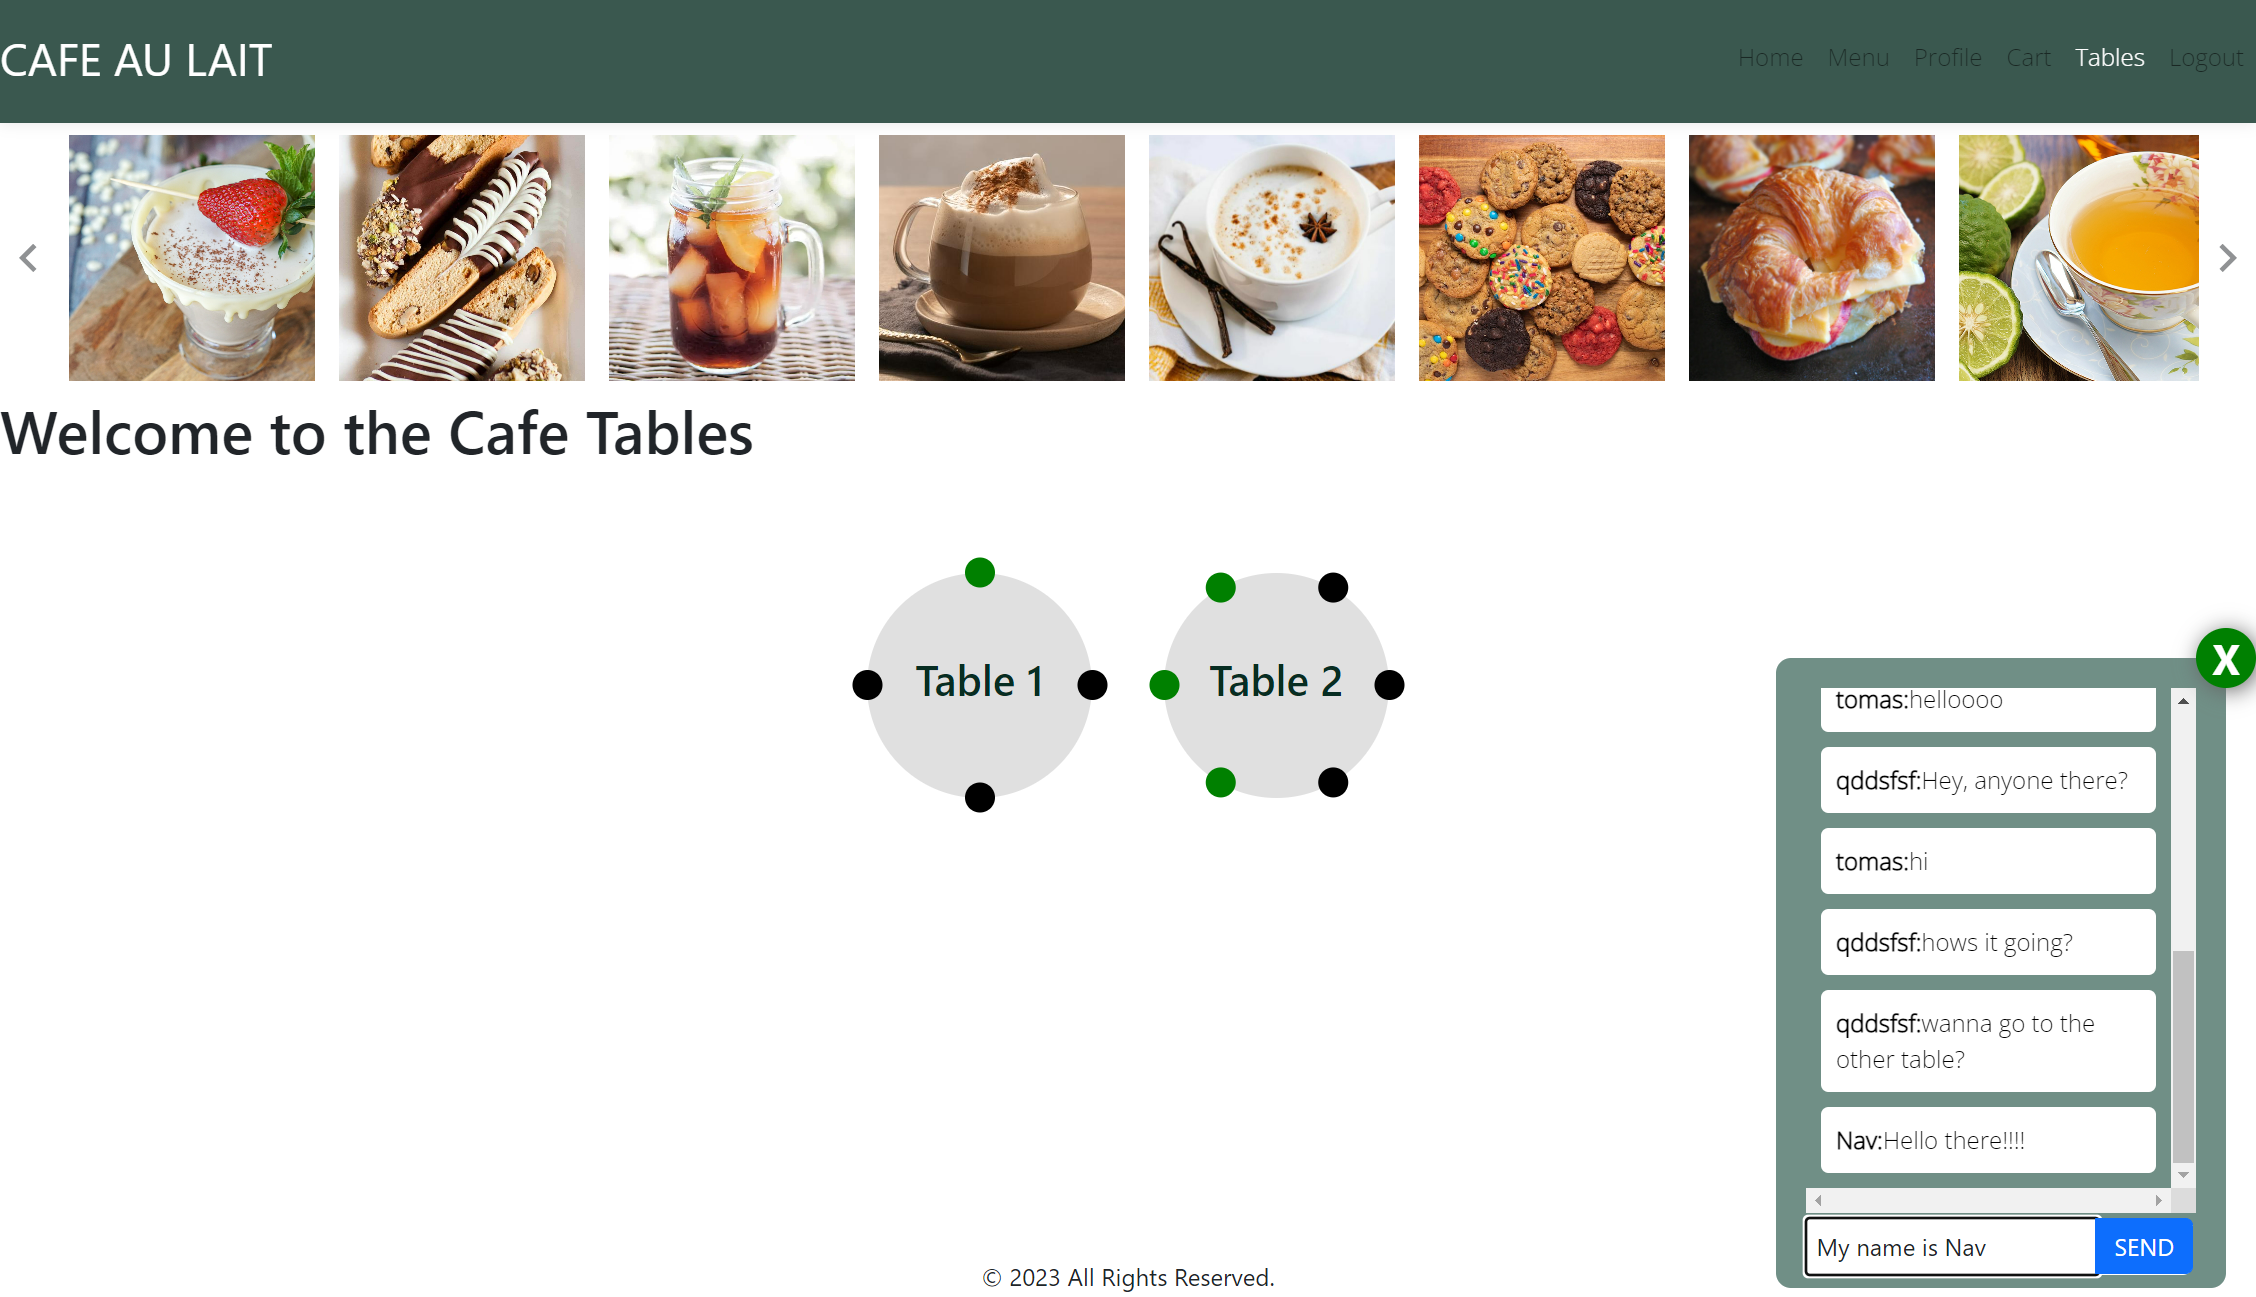 CAFE AU LAIT
Home Menu Profile Cart Tables Logout
Welcome to the Cafe Tables
Table 1
Table 2
X
tomas:helloooo
qddsfsf:Hey, anyone there?
tomas:hi
qddsfsf:hows it going?
qddsfsf:wanna go to the
other table?
Nav:Hello there!!!!
My name is Nav
SEND
© 2023 All Rights Reserved.